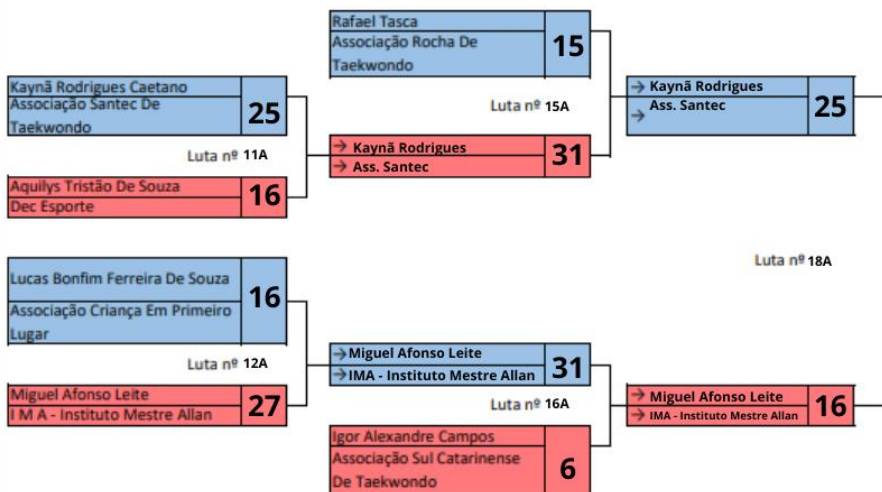 Rafael Tasca
Associação Rocha De
Taekwondo
15
Kaynã Rodrigues Caetano
Associação Santec De
Taekwondo
25
Luta nº 15A
→ Kaynã Rodrigues
→ Ass. Santec
25
Luta nº 11A
→ Kaynã Rodrigues
→ Ass. Santec
31
Aquilys Tristão De Souza
Dec Esporte
16
Luta nº 18A
Lucas Bonfim Ferreira De Souza
Associação Criança Em Primeiro
Lugar
16
Luta nº 12A
→ Miguel Afonso Leite
→ IMA - Instituto Mestre Allan
31
Miguel Afonso Leite
I M A - Instituto Mestre Allan
27
Luta nº 16A
→ Miguel Afonso Leite
→ IMA - Instituto Mestre Allan
16
Igor Alexandre Campos
Associação Sul Catarinense
De Taekwondo
6